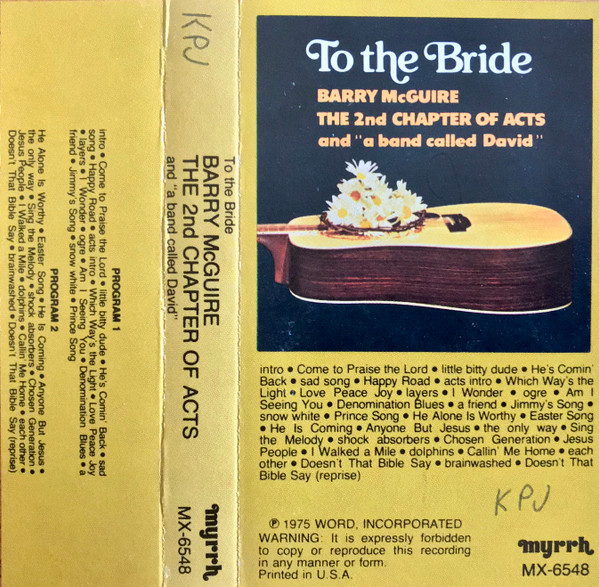 PROGRAM 1
intro • Come to Praise the Lord • little bitty dude • He's Comin' Back • sad
song • Happy Road • acts intro • Which Way's the Light • Love Peace Joy
• layers • I Wonder • ogre • Am I Seeing You • Denomination Blues • a
friend • Jimmy's Song • snow white • Prince Song
PROGRAM 2
He Alone Is Worthy • Easter Song • He Is Coming • Anyone But Jesus •
the only way • Sing the Melody • shock absorbers • Chosen Generation •
Jesus People • I Walked a Mile • dolphins • Callin' Me Home • each other •
Doesn't That Bible Say • brainwashed • Doesn't That Bible Say (reprise)
KPJ
To the Bride
BARRY McGUIRE
THE 2nd CHAPTER OF ACTS
and "a band called David"
myrrh
MX-6548
To the Bride
BARRY McGUIRE
THE 2nd CHAPTER OF ACTS
and "a band called David"
intro • Come to Praise the Lord • little bitty dude • He's Comin'
Back • sad song • Happy Road • acts intro • Which Way's the
Light • Love Peace Joy • layers • I Wonder • ogre • Am I
Seeing You • Denomination Blues • a friend • Jimmy's Song •
snow white • Prince Song • He Alone Is Worthy • Easter Song
• He Is Coming • Anyone But Jesus • the only way • Sing
the Melody • shock absorbers • Chosen Generation • Jesus
People • I Walked a Mile • dolphins • Callin' Me Home • each
other • Doesn't That Bible Say • brainwashed • Doesn't That
Bible Say (reprise)
KPJ
℗ 1975 WORD, INCORPORATED
WARNING: It is expressly forbidden
to copy or reproduce this recording
in any manner or form.
Printed in U.S.A.
myrrh
MX-6548